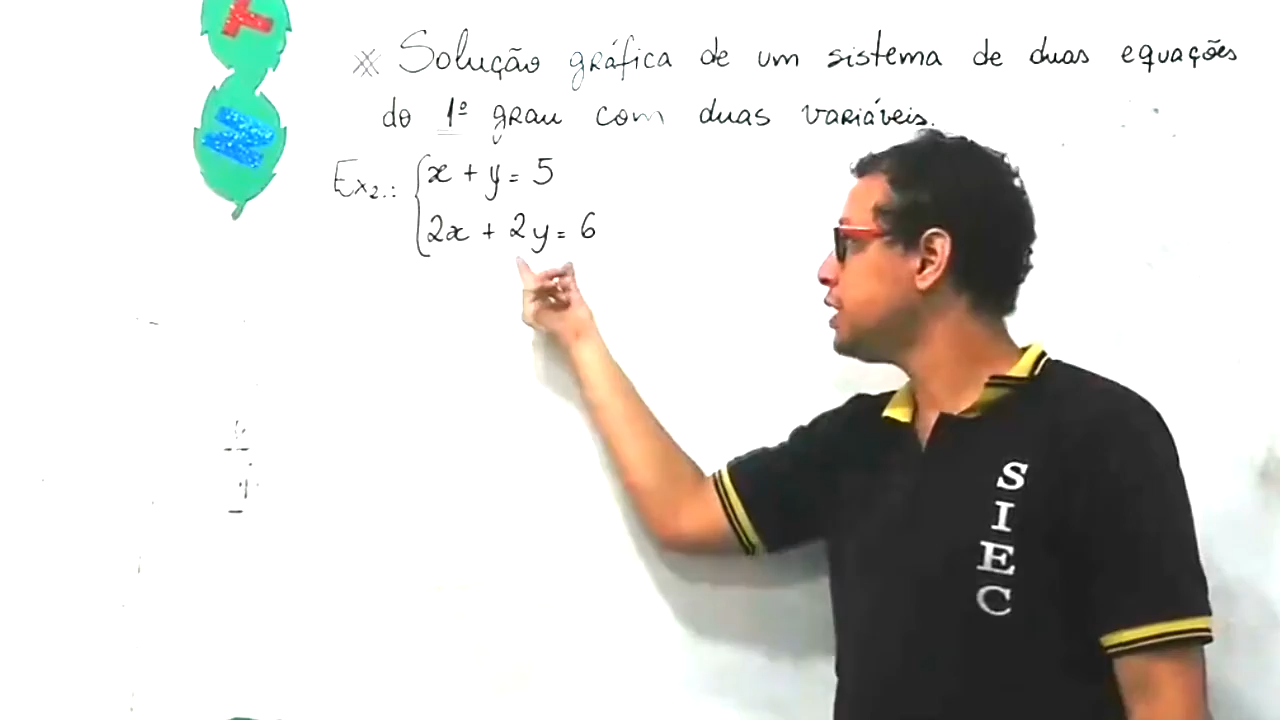 T
M
* Solução gráfica de um sistema de duas equações
do 1º grau com duas variáveis.
Ex2.: { x + y = 5
2x + 2y = 6
SIEC